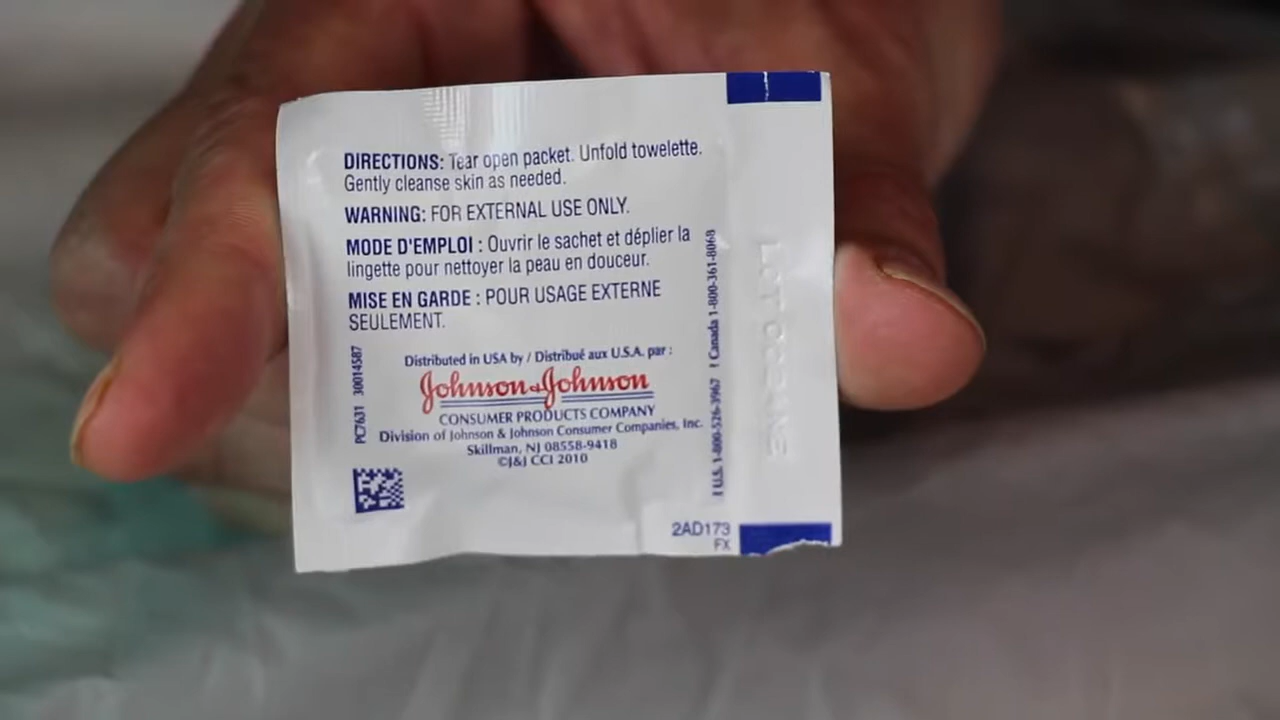 DIRECTIONS: Tear open packet. Unfold towelette.
Gently cleanse skin as needed.
WARNING: FOR EXTERNAL USE ONLY.
MODE D'EMPLOI : Ouvrir le sachet et déplier la
lingette pour nettoyer la peau en douceur.
MISE EN GARDE : POUR USAGE EXTERNE
SEULEMENT.
Distributed in USA by / Distribué aux U.S.A. par :
Johnson & Johnson
CONSUMER PRODUCTS COMPANY
Division of Johnson & Johnson Consumer Companies, Inc.
Skillman, NJ 08558-9418
©J&J CCI 2010
PC7631 30014587
U.S. 1-800-526-3967 Canada 1-800-361-8068
LOT
2AD173
FX